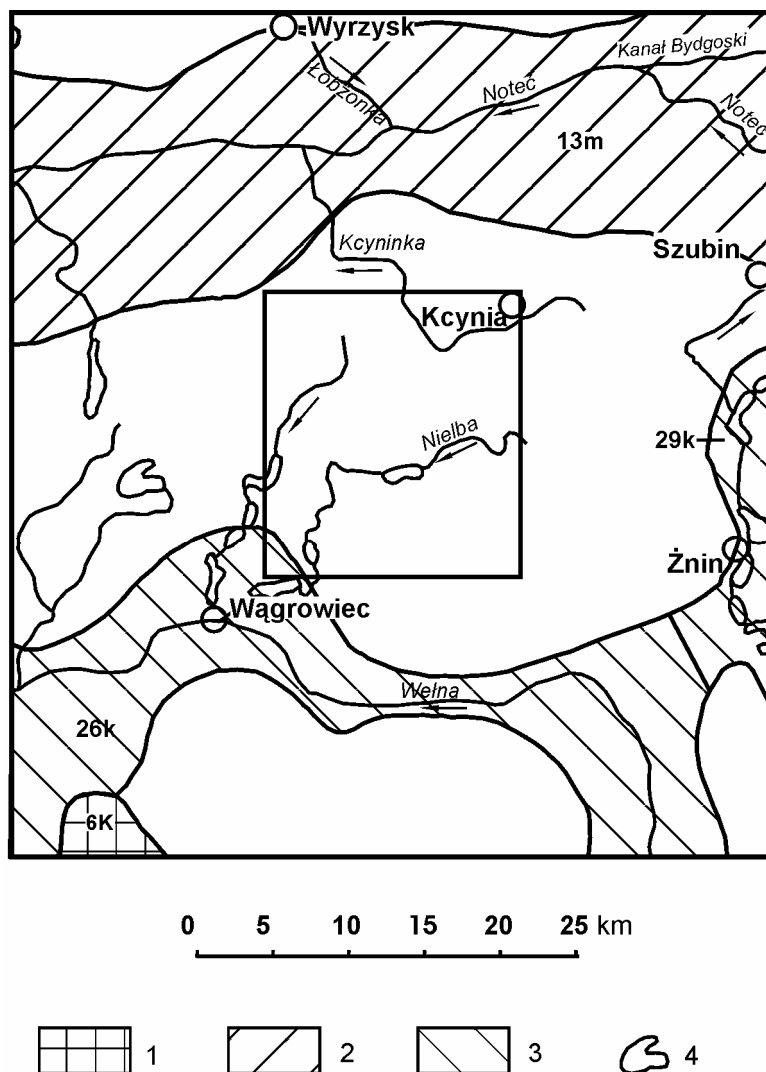 Wyrzysk
Kanał Bydgoski
Łobżonka
Noteć
Noteć
13m
Kcyninka
Szubin
Kcynia
Nielba
29k
Żnin
Wągrowiec
Wełna
26k
6K
0 5 10 15 20 25 km
1 2 3 4